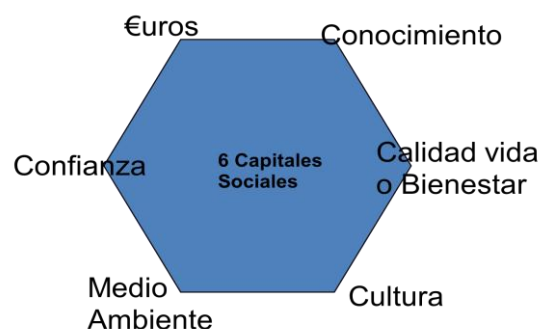 €uros
Conocimiento
Confianza
6 Capitales
Sociales
Calidad vida
o Bienestar
Medio
Ambiente
Cultura